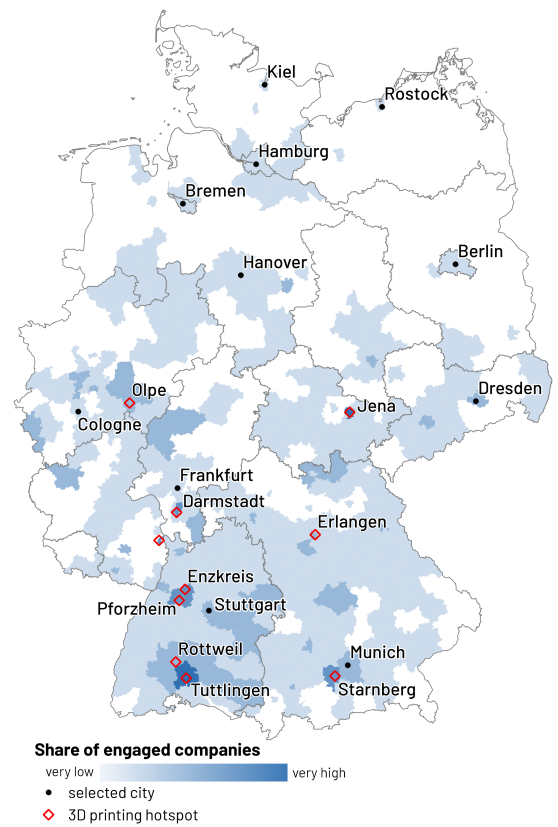 Kiel
Rostock
Hamburg
Bremen
Hanover
Berlin
Olpe
Cologne
Jena
Dresden
Frankfurt
Darmstadt
Erlangen
Enzkreis
Pforzheim
Stuttgart
Rottweil
Munich
Tuttlingen
Starnberg
Share of engaged companies
very low
very high
selected city
3D printing hotspot